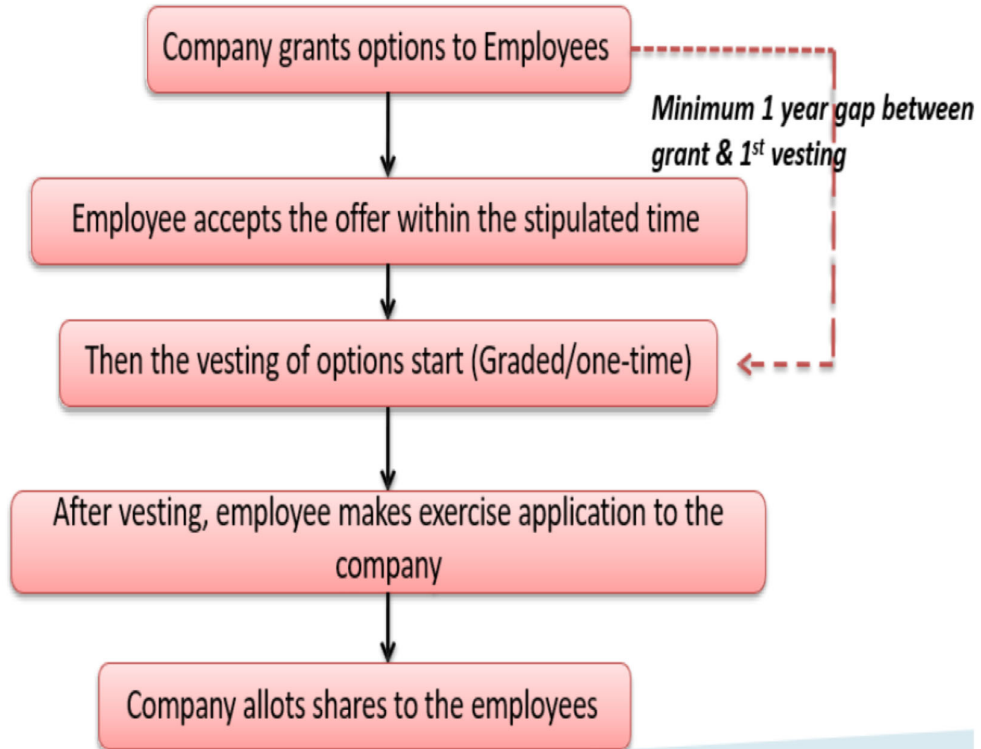 Company grants options to Employees
Minimum 1 year gap between
grant & 1st vesting
Employee accepts the offer within the stipulated time
Then the vesting of options start (Graded/one-time)
After vesting, employee makes exercise application to the
company
Company allots shares to the employees